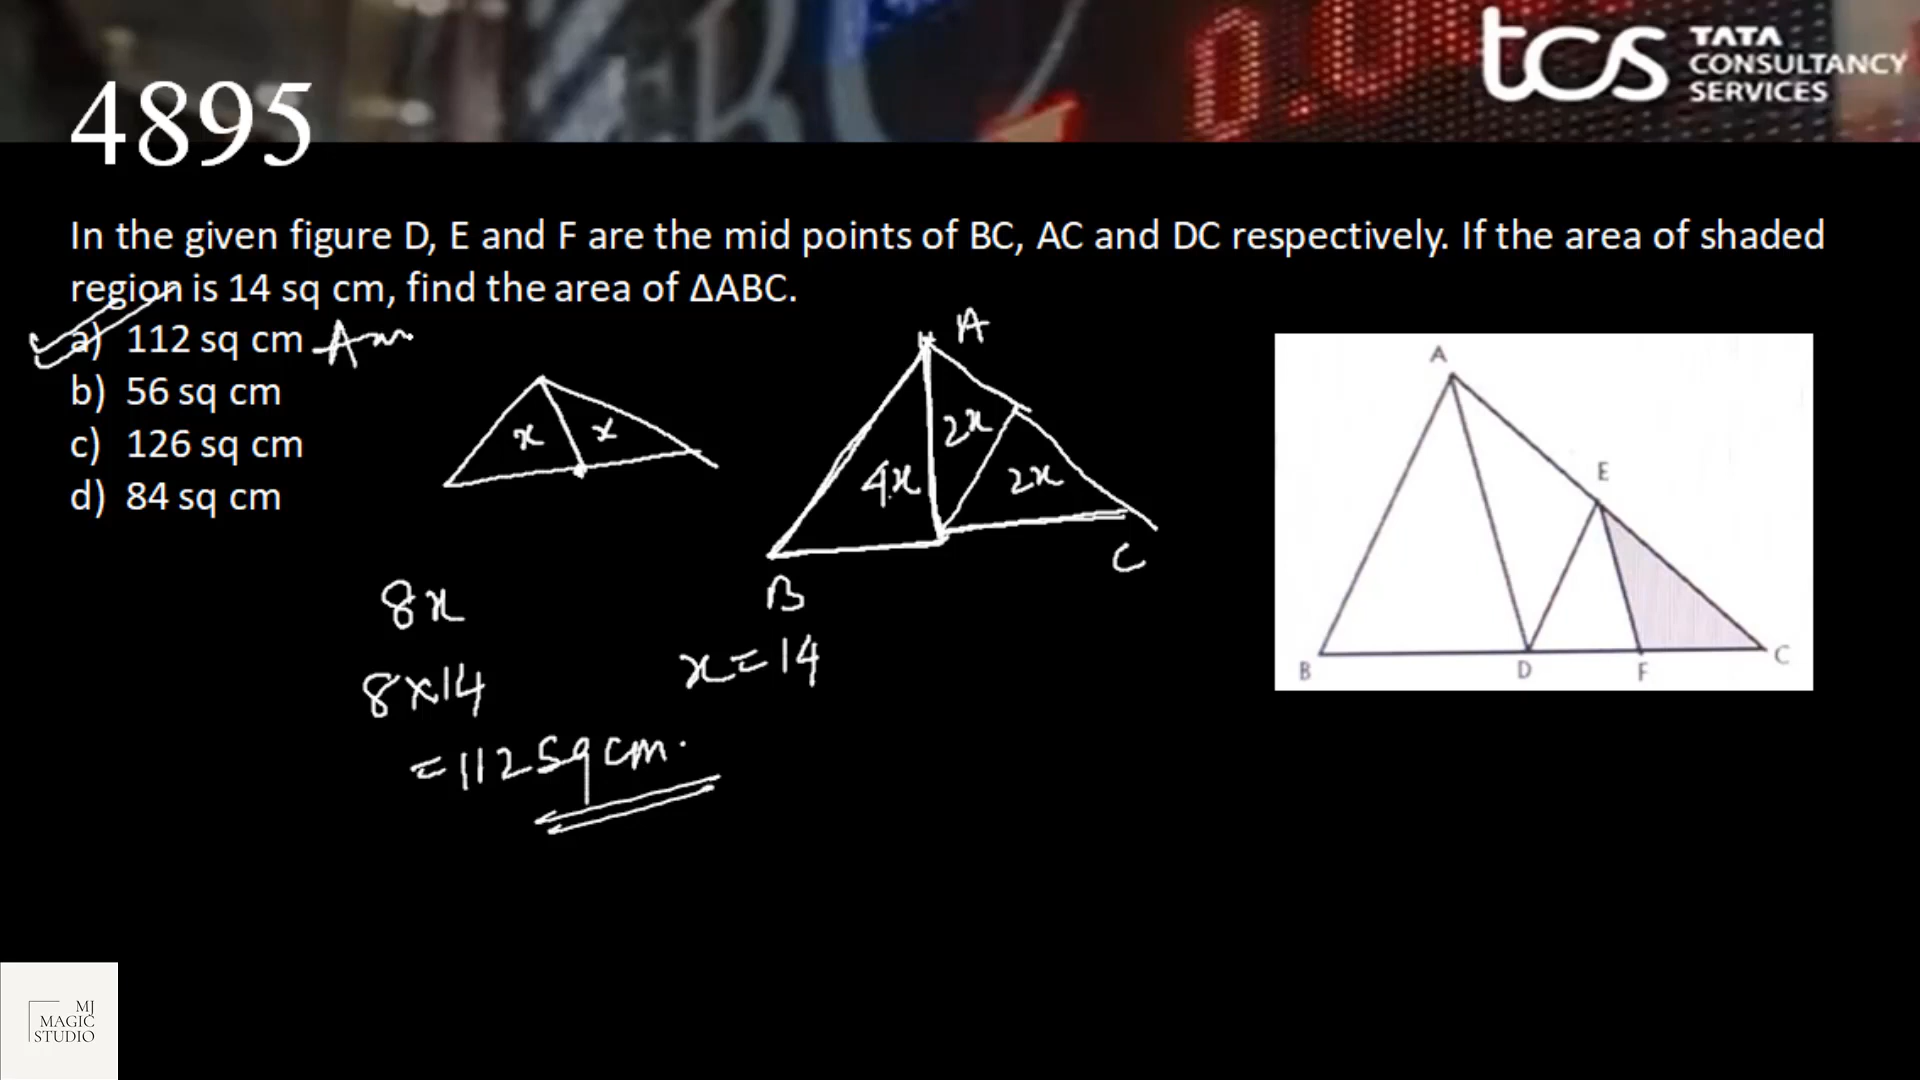 tcs TATA
CONSULTANCY
SERVICES
4895
In the given figure D, E and F are the mid points of BC, AC and DC respectively. If the area of shaded
region is 14 sq cm, find the area of ΔABC.
a) 112 sq cm Ans
b) 56 sq cm
c) 126 sq cm
d) 84 sq cm
x x
A
2x
4x 2x
B C
8x
x = 14
8x14
= 112 sq cm.
A
E
B D F C
MJ
MAGIC
STUDIO